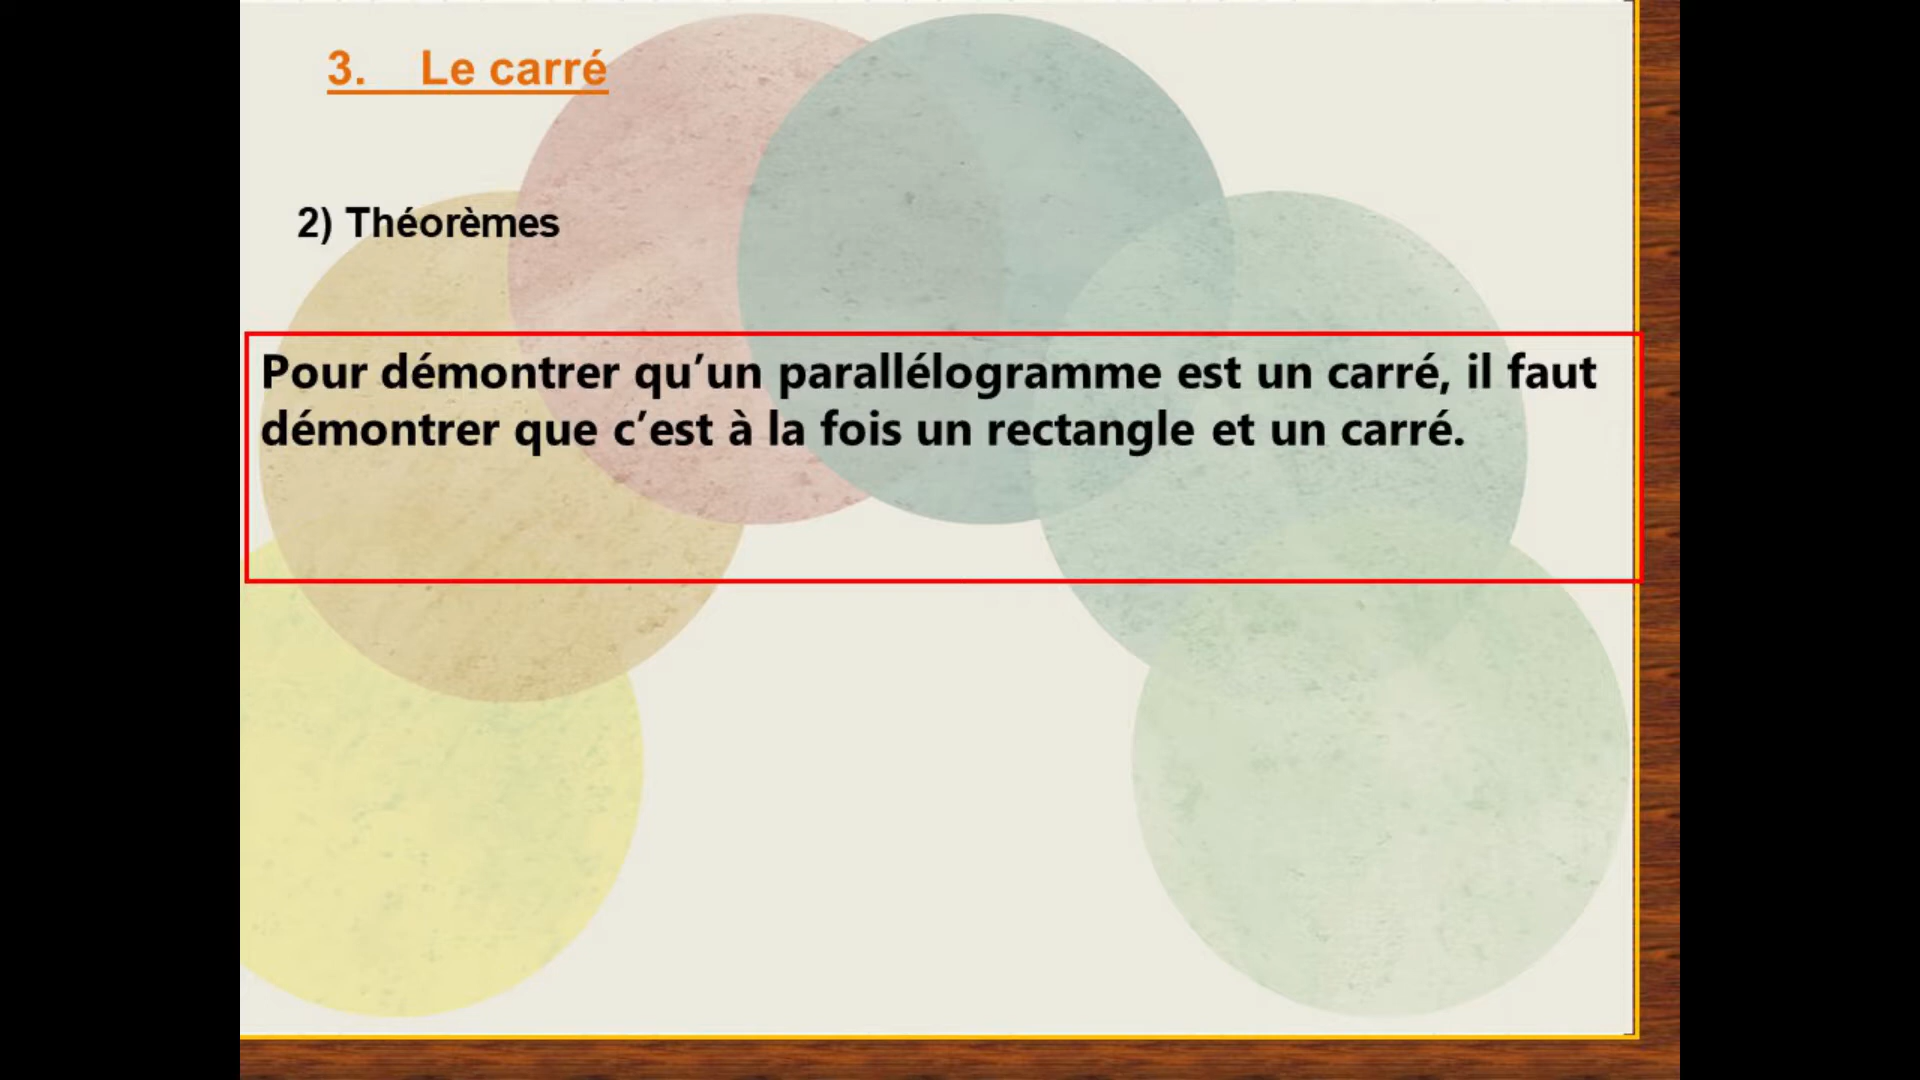 3. Le carré
2) Théorèmes
Pour démontrer qu’un parallélogramme est un carré, il faut
démontrer que c’est à la fois un rectangle et un carré.